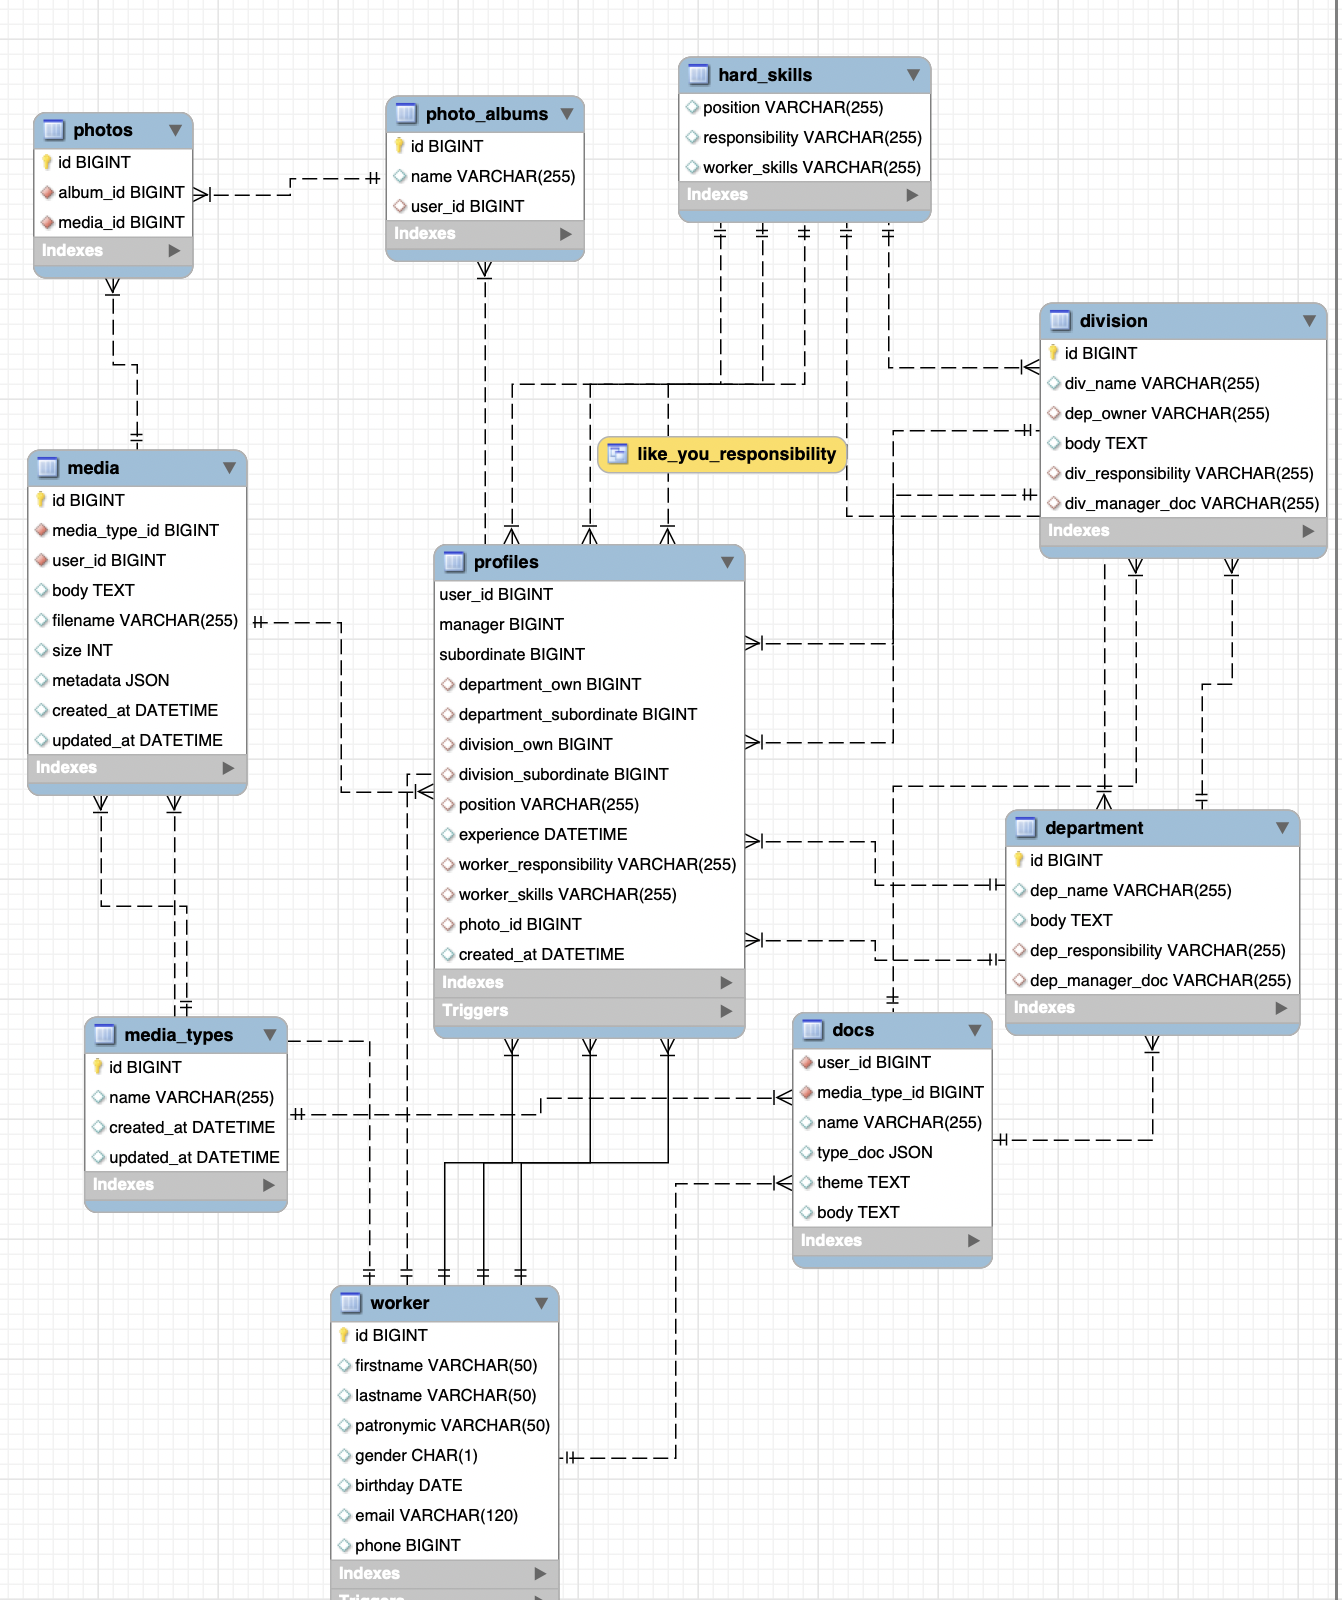 hard_skills
position VARCHAR(255)
responsibility VARCHAR(255)
worker_skills VARCHAR(255)
Indexes
photo_albums
id BIGINT
name VARCHAR(255)
user_id BIGINT
Indexes
photos
id BIGINT
album_id BIGINT
media_id BIGINT
Indexes
division
id BIGINT
div_name VARCHAR(255)
dep_owner VARCHAR(255)
body TEXT
div_responsibility VARCHAR(255)
div_manager_doc VARCHAR(255)
Indexes
like_you_responsibility
media
id BIGINT
media_type_id BIGINT
user_id BIGINT
body TEXT
filename VARCHAR(255)
size INT
metadata JSON
created_at DATETIME
updated_at DATETIME
Indexes
profiles
user_id BIGINT
manager BIGINT
subordinate BIGINT
department_own BIGINT
department_subordinate BIGINT
division_own BIGINT
division_subordinate BIGINT
position VARCHAR(255)
experience DATETIME
worker_responsibility VARCHAR(255)
worker_skills VARCHAR(255)
photo_id BIGINT
created_at DATETIME
Indexes
Triggers
department
id BIGINT
dep_name VARCHAR(255)
body TEXT
dep_responsibility VARCHAR(255)
dep_manager_doc VARCHAR(255)
Indexes
media_types
id BIGINT
name VARCHAR(255)
created_at DATETIME
updated_at DATETIME
Indexes
docs
user_id BIGINT
media_type_id BIGINT
name VARCHAR(255)
type_doc JSON
theme TEXT
body TEXT
Indexes
worker
id BIGINT
firstname VARCHAR(50)
lastname VARCHAR(50)
patronymic VARCHAR(50)
gender CHAR(1)
birthday DATE
email VARCHAR(120)
phone BIGINT
Indexes